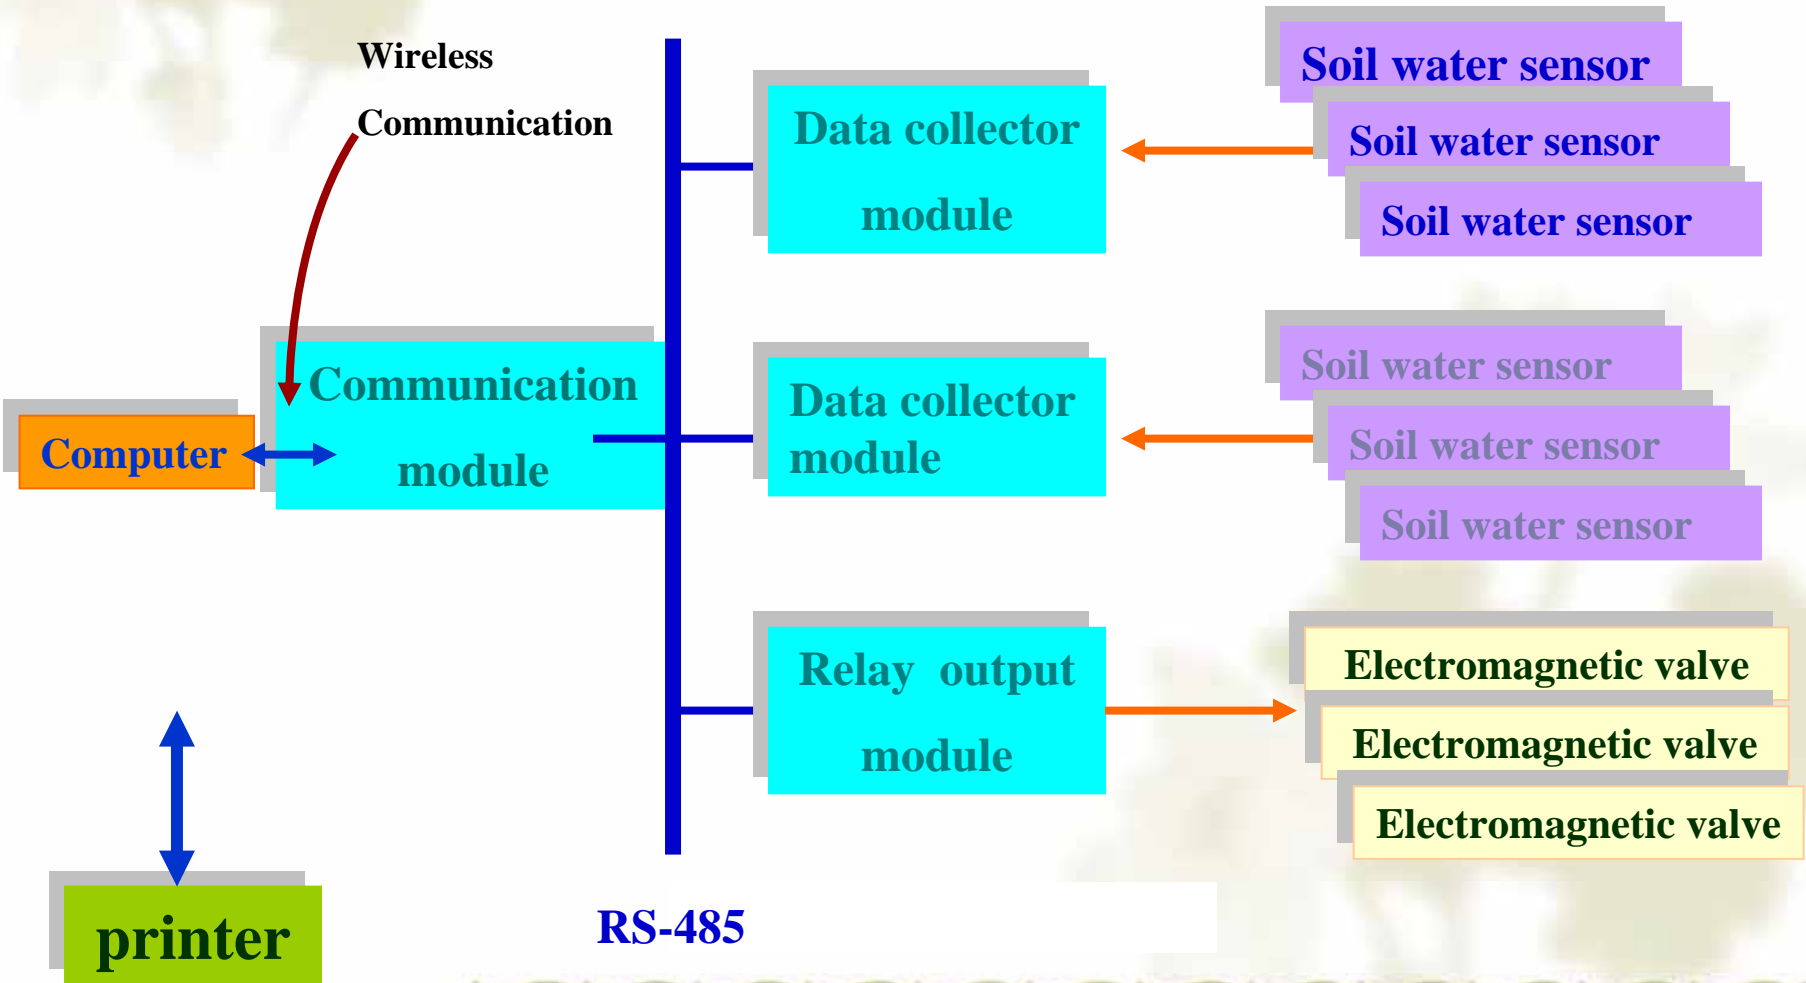 Wireless
Communication
Data collector
module
Soil water sensor
Soil water sensor
Soil water sensor
Computer
Communication
module
Data collector
module
Soil water sensor
Soil water sensor
Soil water sensor
Relay output
module
Electromagnetic valve
Electromagnetic valve
Electromagnetic valve
printer
RS-485